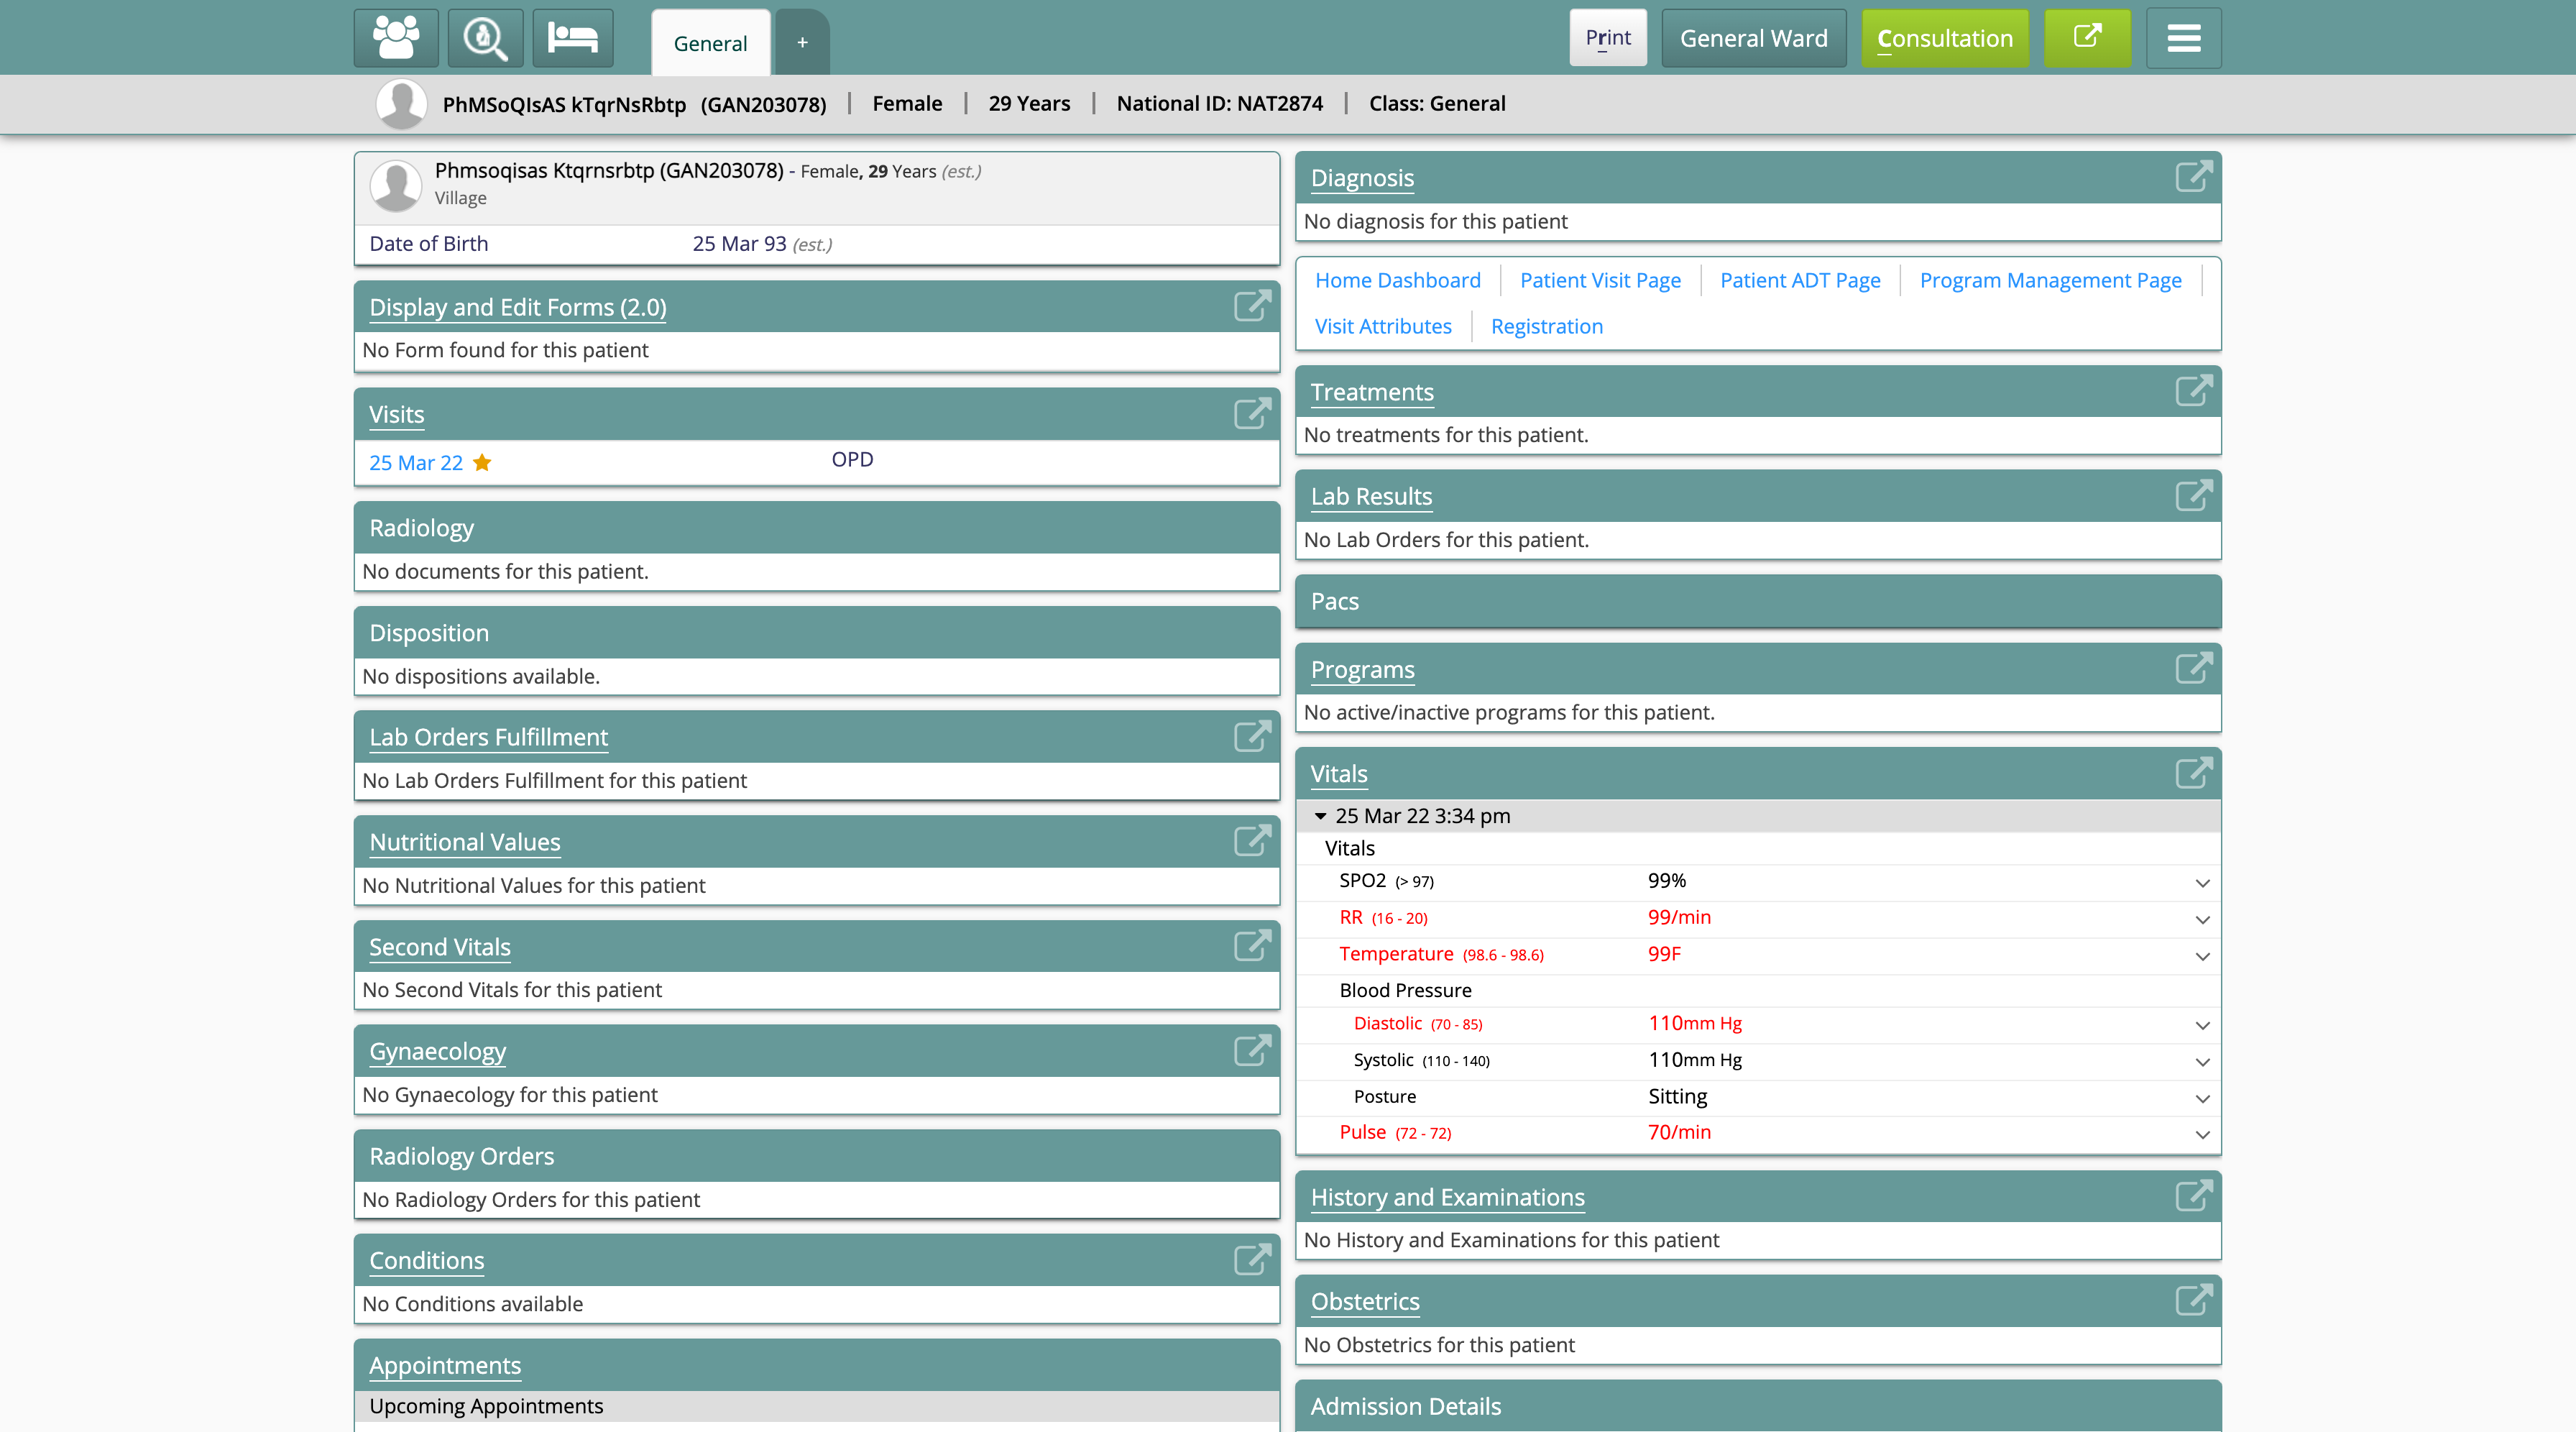 General
+
Print
General Ward
Consultation
PhMSoQIsAS kTqrNsRbtp (GAN203078) | Female | 29 Years | National ID: NAT2874 | Class: General
Phmsoqisas Ktqrnsrbtp (GAN203078) - Female, 29 Years (est.)
Village
Date of Birth 25 Mar 93 (est.)
Display and Edit Forms (2.0)
No Form found for this patient
Visits
25 Mar 22 OPD
Radiology
No documents for this patient.
Disposition
No dispositions available.
Lab Orders Fulfillment
No Lab Orders Fulfillment for this patient
Nutritional Values
No Nutritional Values for this patient
Second Vitals
No Second Vitals for this patient
Gynaecology
No Gynaecology for this patient
Radiology Orders
No Radiology Orders for this patient
Conditions
No Conditions available
Appointments
Upcoming Appointments
Diagnosis
No diagnosis for this patient
Home Dashboard | Patient Visit Page | Patient ADT Page | Program Management Page |
Visit Attributes | Registration
Treatments
No treatments for this patient.
Lab Results
No Lab Orders for this patient.
Pacs
Programs
No active/inactive programs for this patient.
Vitals
25 Mar 22 3:34 pm
Vitals
SPO2 (> 97) 99%
RR (16 - 20) 99/min
Temperature (98.6 - 98.6) 99F
Blood Pressure
Diastolic (70 - 85) 110mm Hg
Systolic (110 - 140) 110mm Hg
Posture Sitting
Pulse (72 - 72) 70/min
History and Examinations
No History and Examinations for this patient
Obstetrics
No Obstetrics for this patient
Admission Details